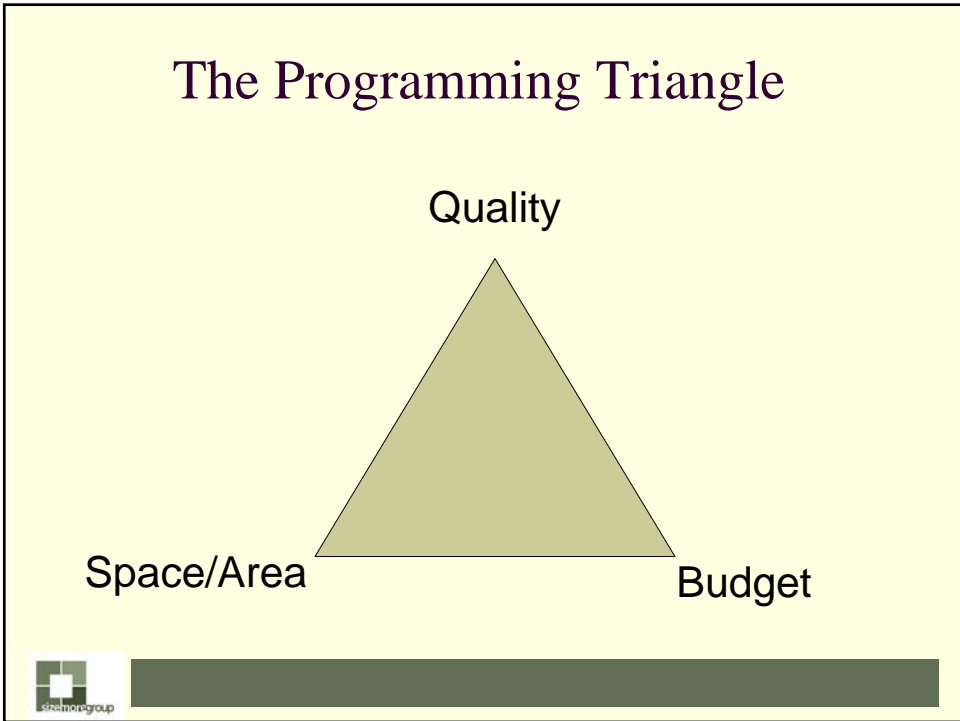 The Programming Triangle
Quality
Space/Area
Budget
sizemoregroup